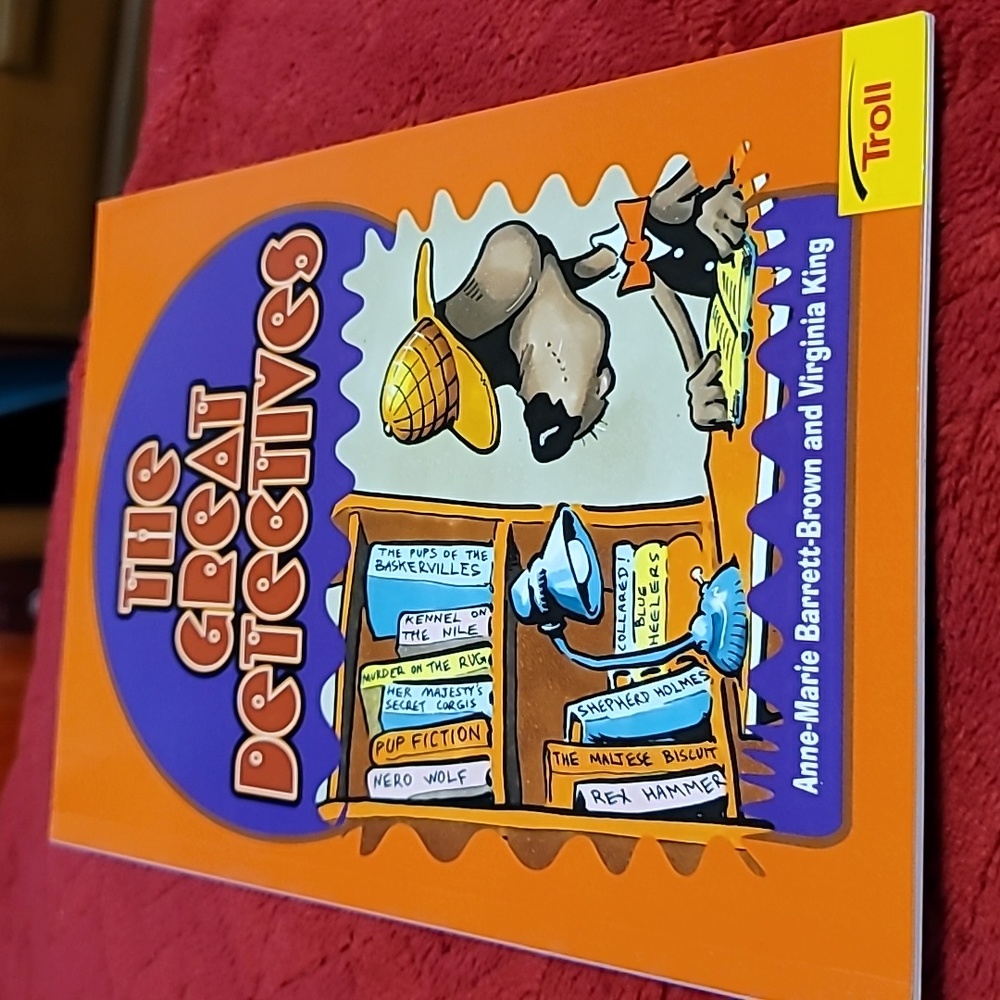 THE
GREAT
DETECTIVES
THE PUPS OF THE
BASKERVILLES
KENNEL ON
THE NILE
MURDER ON THE RUG
HER MAJESTY'S
SECRET CORGIS
PUP FICTION
NERO WOLF
COLLARED!
BLUE
HEELERS
SHEPHERD HOLMES
THE MALTESE BISCUIT
REX HAMMER
Anne-Marie Barrett-Brown and Virginia King
Troll